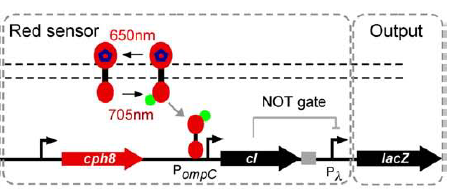 Red sensor
Output
650nm
705nm
NOT gate
cph8
PompC
cI
Pλ
lacZ